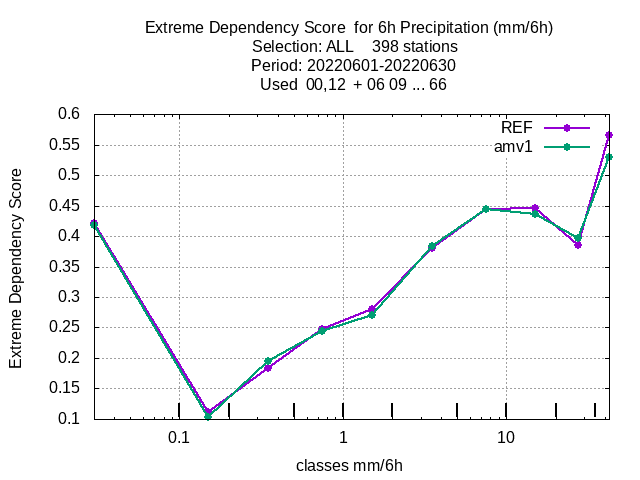 Extreme Dependency Score  for 6h Precipitation (mm/6h)
Selection: ALL    398 stations
Period: 20220601-20220630
Used  00,12  + 06 09 ... 66
REF
amv1
0.6
0.55
0.5
0.45
0.4
0.35
0.3
0.25
0.2
0.15
0.1
Extreme Dependency Score
0.1
1
10
classes mm/6h